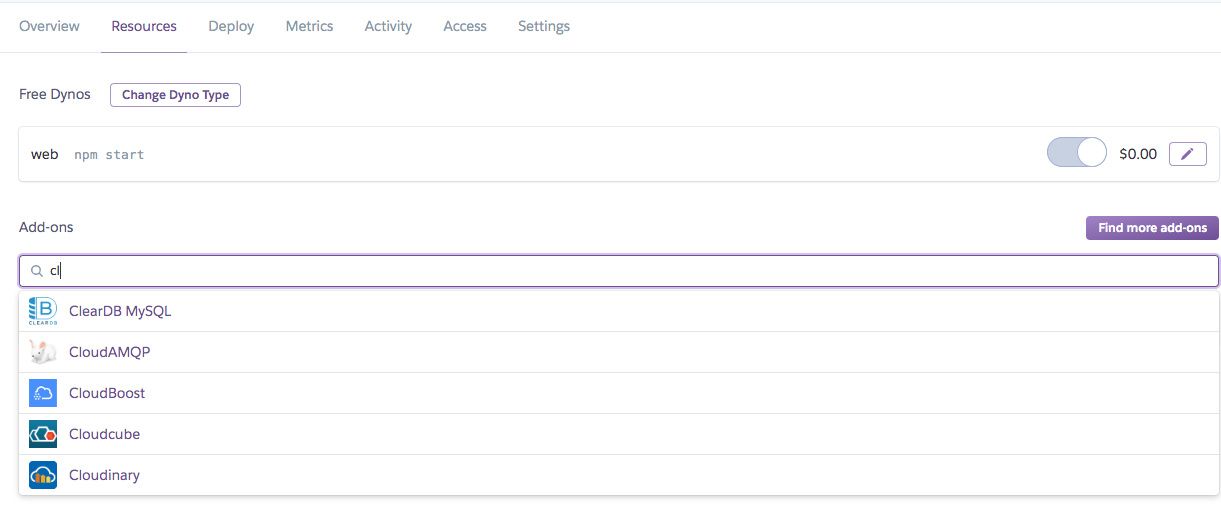 Overview Resources Deploy Metrics Activity Access Settings
Free Dynos Change Dyno Type
web npm start $0.00
Add-ons Find more add-ons
cl
B CLEARDB ClearDB MySQL
CloudAMQP
CloudBoost
Cloudcube
Cloudinary